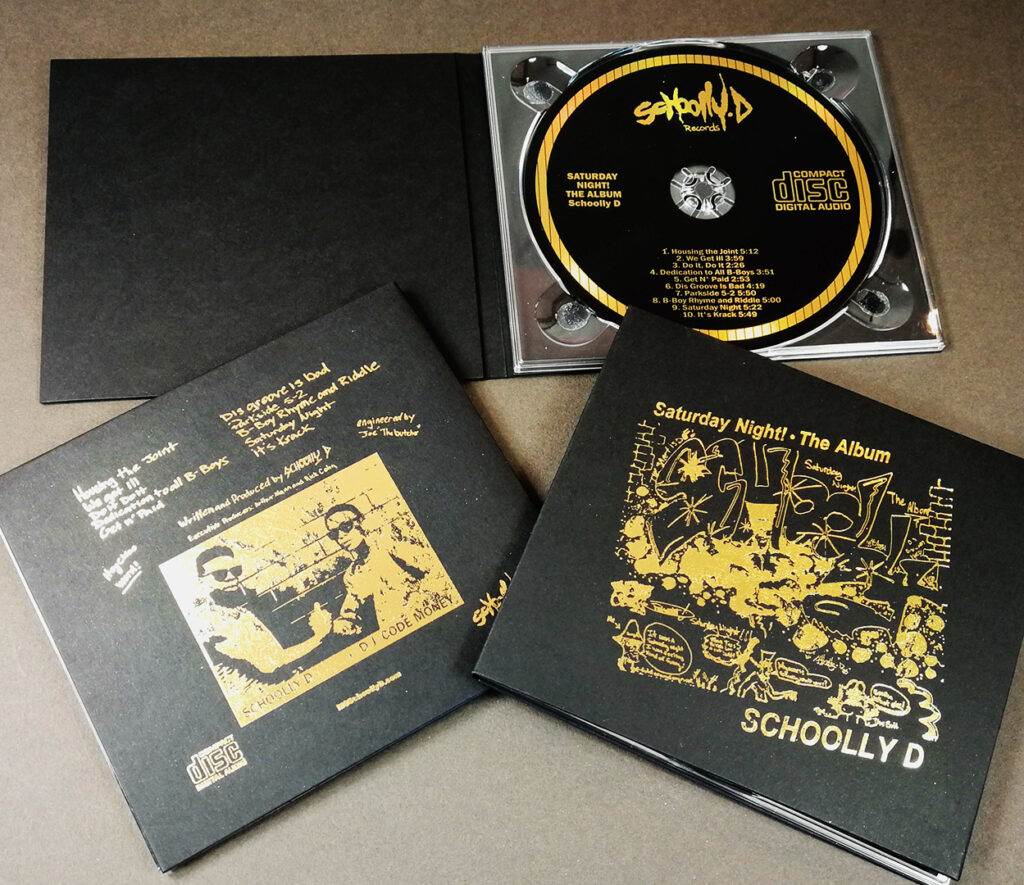 SCHOOLLY.D
Records
SATURDAY
NIGHT!
THE ALBUM
Schoolly D
COMPACT
disc
DIGITAL AUDIO
1. Housing the Joint 5:12
2. We Get Ill 3:59
3. Do It, Do It 2:26
4. Dedication to All B-Boys 3:51
5. Get N' Paid 2:53
6. Dis Groove Is Bad 4:19
7. Parkside 5-2 5:50
8. B-Boy Rhyme and Riddle 5:00
9. Saturday Night 5:22
10. It's Krack 5:49
Housing the Joint
We get ill
Do it Do it
Dedication to all B-Boys
Get n' Paid
Dis groove is bad
Parkside 5-2
B-Boy Rhyme and Riddle
Saturday Night
it's Krack
engineered by
Joe "The butcher"
Written and Produced by SCHOOLLY D
SCHOOLLY D
DJ CODE MONEY
COMPACT
disc
DIGITAL AUDIO
Saturday Night! • The Album
Saturday
Night
The Album
SCHOOLLY D